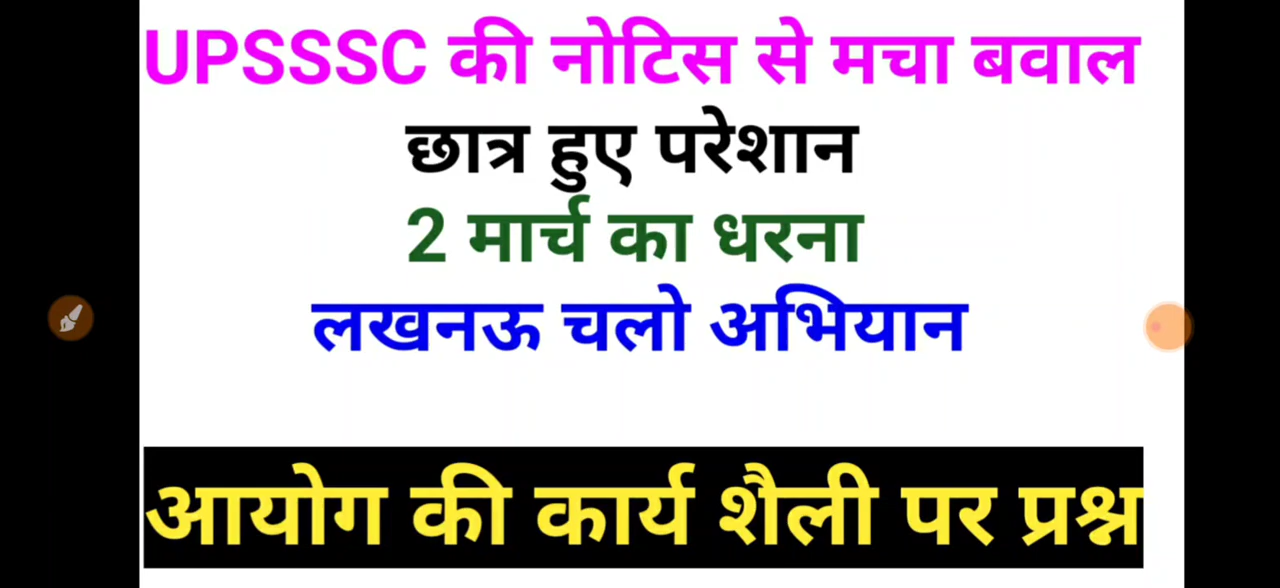 UPSSSC की नोटिस से मचा बवाल
छात्र हुए परेशान
2 मार्च का धरना
लखनऊ चलो अभियान
आयोग की कार्य शैली पर प्रश्न